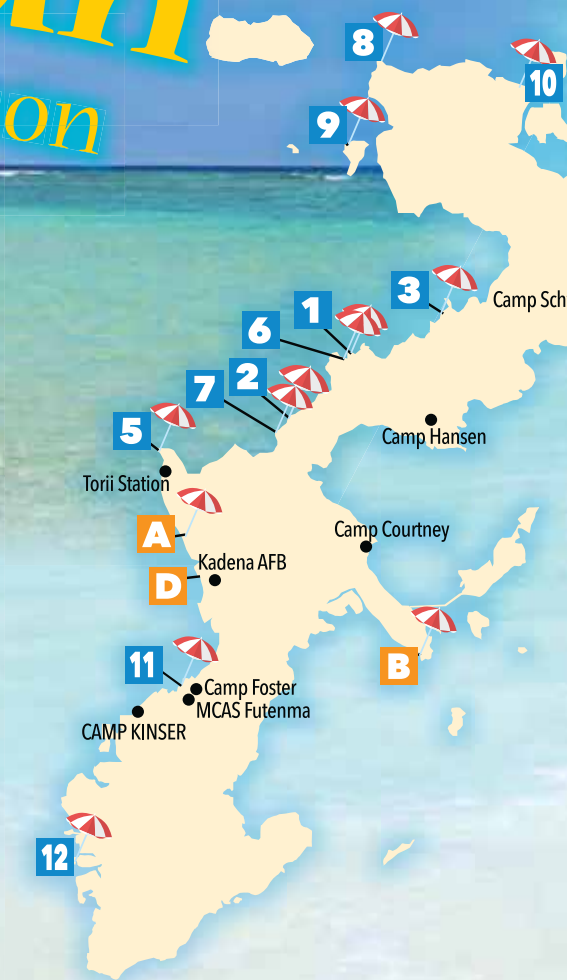 on
8
10
9
3
1
Camp Sch
6
2
7
5
Camp Hansen
Torii Station
A
Camp Courtney
Kadena AFB
D
11
B
Camp Foster
MCAS Futenma
CAMP KINSER
12